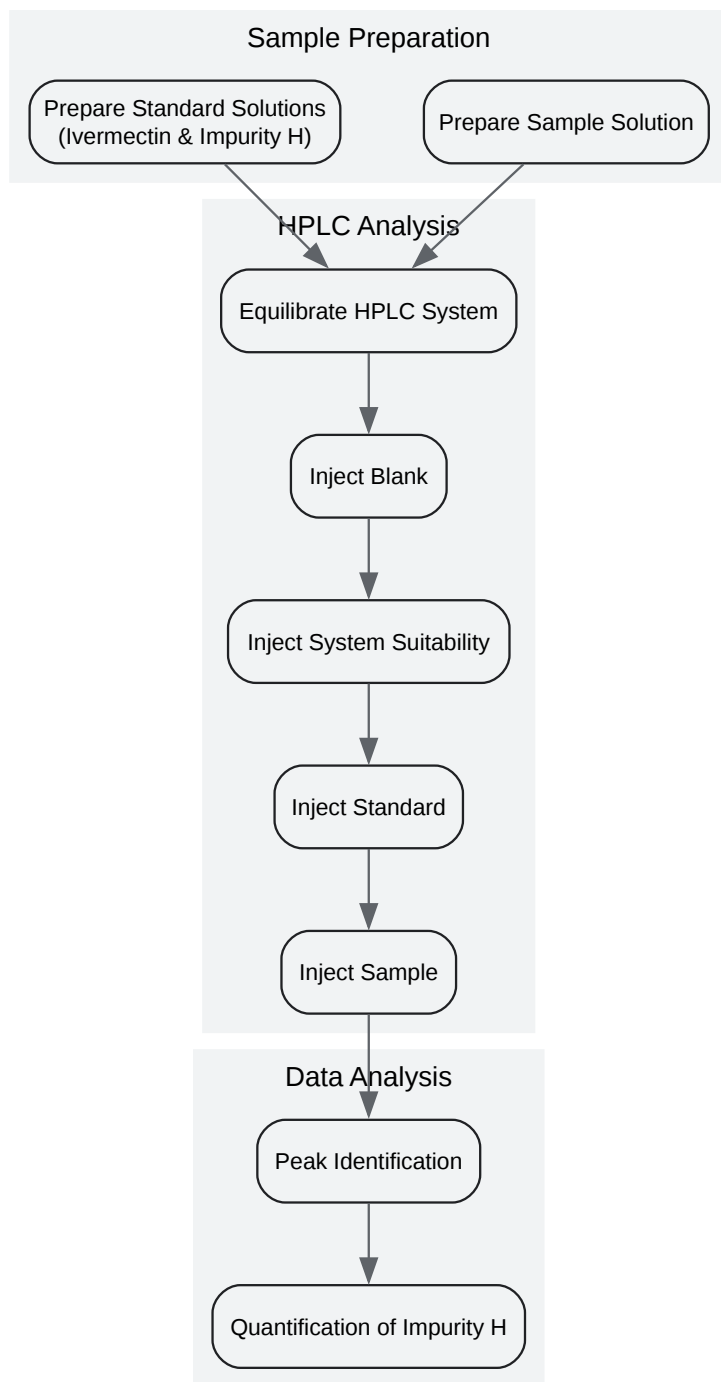 Sample Preparation
Prepare Standard Solutions
(Ivermectin & Impurity H)
Prepare Sample Solution
HPLC Analysis
Equilibrate HPLC System
Inject Blank
Inject System Suitability
Inject Standard
Inject Sample
Data Analysis
Peak Identification
Quantification of Impurity H